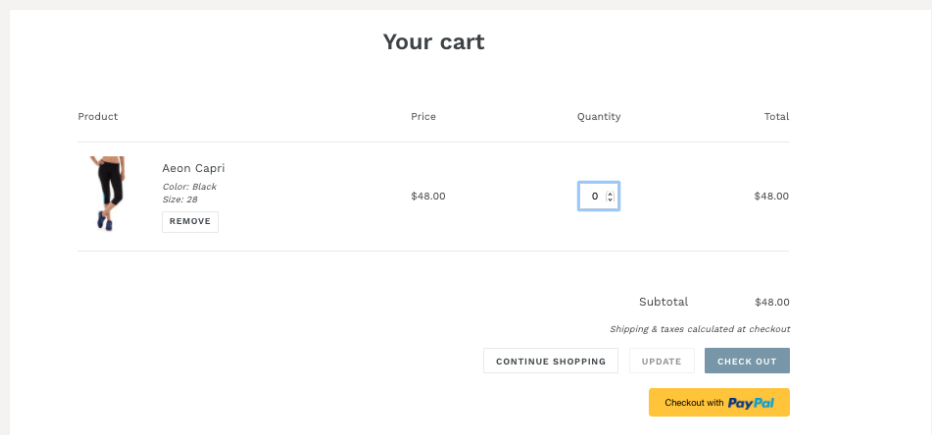 Your cart
Product Price Quantity Total
Aeon Capri
Color: Black
Size: 28
REMOVE
$48.00 0 $48.00
Subtotal $48.00
Shipping & taxes calculated at checkout
CONTINUE SHOPPING UPDATE CHECK OUT
Checkout with PayPal